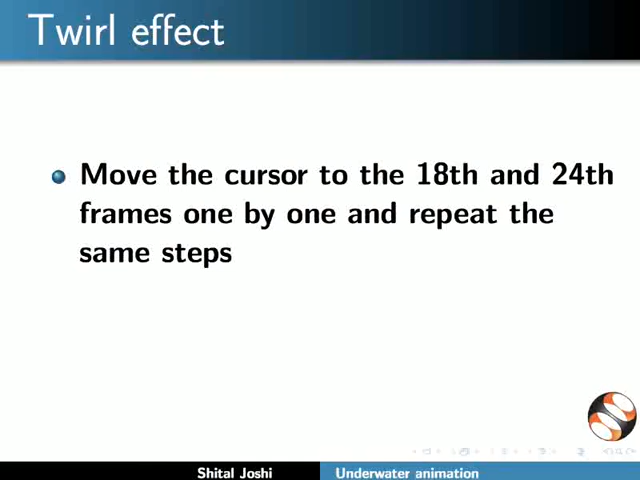 Twirl effect
Move the cursor to the 18th and 24th
frames one by one and repeat the
same steps
Shital Joshi
Underwater animation